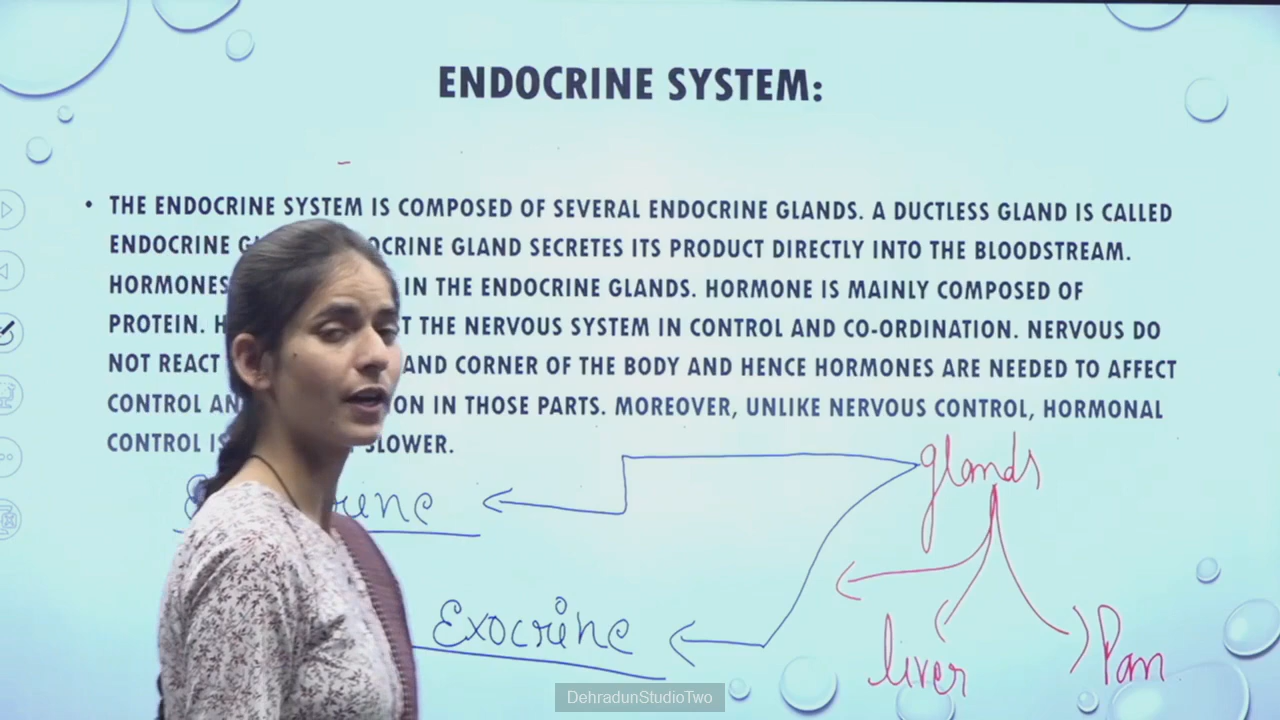 ENDOCRINE SYSTEM:
• THE ENDOCRINE SYSTEM IS COMPOSED OF SEVERAL ENDOCRINE GLANDS. A DUCTLESS GLAND IS CALLED
ENDOCRINE GLAND SECRETES ITS PRODUCT DIRECTLY INTO THE BLOODSTREAM.
HORMONES IN THE ENDOCRINE GLANDS. HORMONE IS MAINLY COMPOSED OF
PROTEIN. THE NERVOUS SYSTEM IN CONTROL AND CO-ORDINATION. NERVOUS DO
NOT REACT AND CORNER OF THE BODY AND HENCE HORMONES ARE NEEDED TO AFFECT
CONTROL IN THOSE PARTS. MOREOVER, UNLIKE NERVOUS CONTROL, HORMONAL
CONTROL SLOWER.
glands
Exocrine
liver
Pan
DehradunStudioTwo